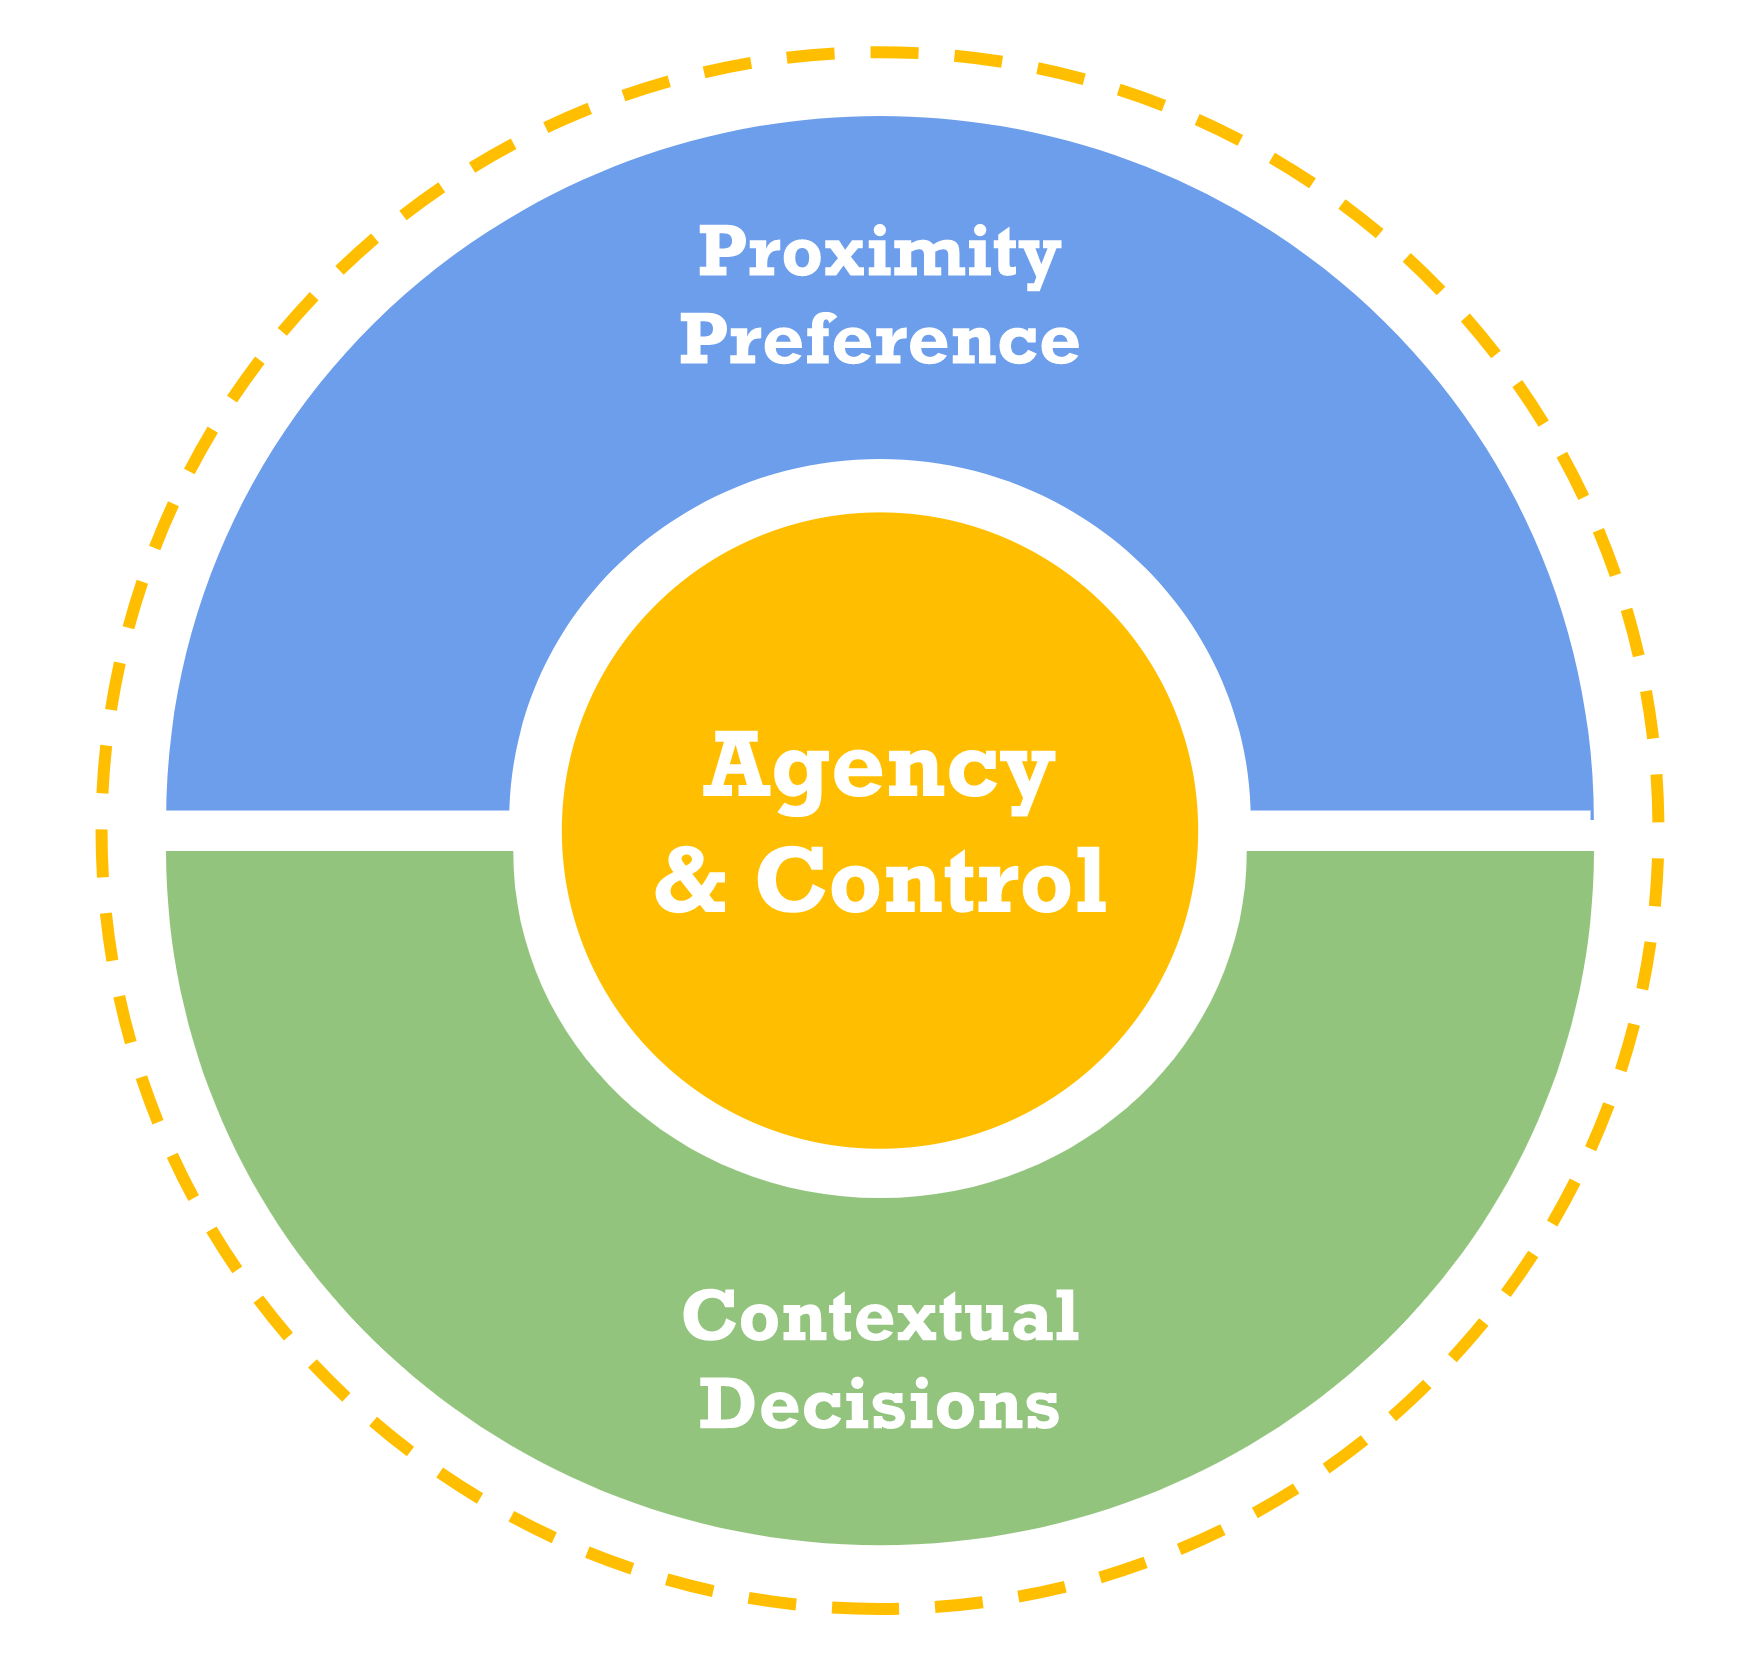 Proximity
Preference
Agency
& Control
Contextual
Decisions